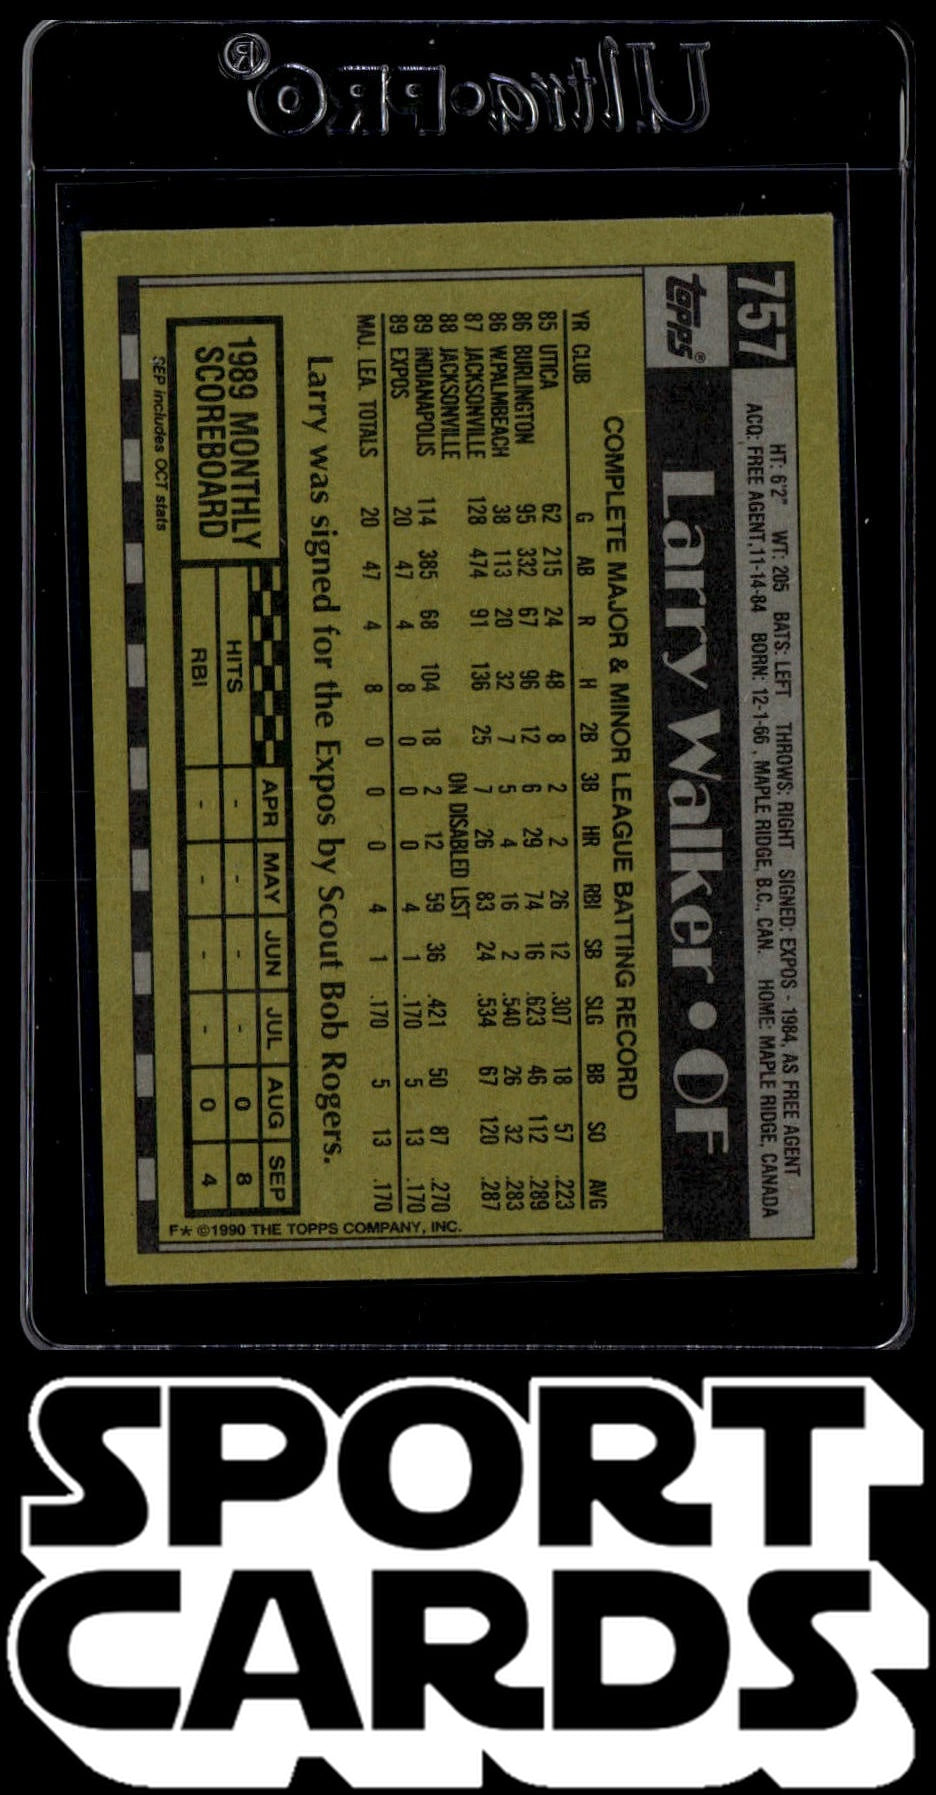 Ultra•PRO®
757
topps®
HT: 6'2" WT: 205 BATS: LEFT THROWS: RIGHT SIGNED: EXPOS - 1984, AS FREE AGENT
ACQ: FREE AGENT, 11-14-84 BORN: 12-1-66, MAPLE RIDGE, B.C., CAN. HOME: MAPLE RIDGE, CANADA
Larry Walker • OF
COMPLETE MAJOR & MINOR LEAGUE BATTING RECORD
YR CLUB G AB R H 2B 3B HR RBI SB SLG BB SO AVG
85 UTICA 62 215 24 48 8 2 2 26 12 .307 18 57 .223
86 BURLINGTON 95 332 67 96 12 6 29 74 16 .623 46 112 .289
86 W.PALMBEACH 38 113 20 32 7 5 4 16 2 .540 26 32 .283
87 JACKSONVILLE 128 474 91 136 25 7 26 83 24 .534 67 120 .287
88 JACKSONVILLE ON DISABLED LIST
89 INDIANAPOLIS 114 385 68 104 18 2 12 59 36 .421 50 87 .270
89 EXPOS 20 47 4 8 0 0 0 4 1 .170 5 13 .170
MAJ. LEA. TOTALS 20 47 4 8 0 0 0 4 1 .170 5 13 .170
Larry was signed for the Expos by Scout Bob Rogers.
1989 MONTHLY
SCOREBOARD
APR MAY JUN JUL AUG SEP
HITS - - - - 0 8
RBI - - - - 0 4
SEP includes OCT stats
F★ ©1990 THE TOPPS COMPANY, INC.
SPORT
CARDS